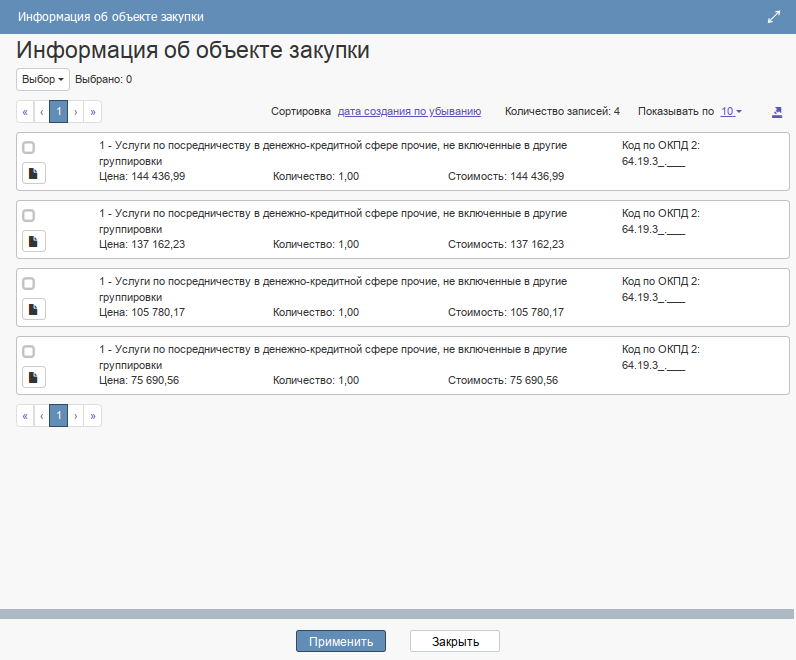 Информация об объекте закупки
Информация об объекте закупки
Выбор Выбрано: 0
« ‹ 1 › » Сортировка дата создания по убыванию Количество записей: 4 Показывать по 10
1 - Услуги по посредничеству в денежно-кредитной сфере прочие, не включенные в другие Код по ОКПД 2:
группировки 64.19.3_.___
Цена: 144 436,99 Количество: 1,00 Стоимость: 144 436,99
1 - Услуги по посредничеству в денежно-кредитной сфере прочие, не включенные в другие Код по ОКПД 2:
группировки 64.19.3_.___
Цена: 137 162,23 Количество: 1,00 Стоимость: 137 162,23
1 - Услуги по посредничеству в денежно-кредитной сфере прочие, не включенные в другие Код по ОКПД 2:
группировки 64.19.3_.___
Цена: 105 780,17 Количество: 1,00 Стоимость: 105 780,17
1 - Услуги по посредничеству в денежно-кредитной сфере прочие, не включенные в другие Код по ОКПД 2:
группировки 64.19.3_.___
Цена: 75 690,56 Количество: 1,00 Стоимость: 75 690,56
« ‹ 1 › »
Применить Закрыть